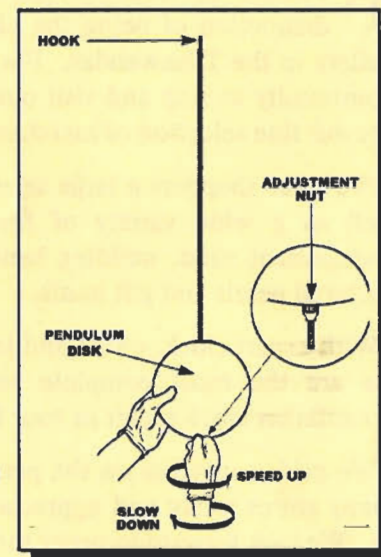 HOOK
ADJUSTMENT
NUT
PENDULUM
DISK
SPEED UP
SLOW
DOWN